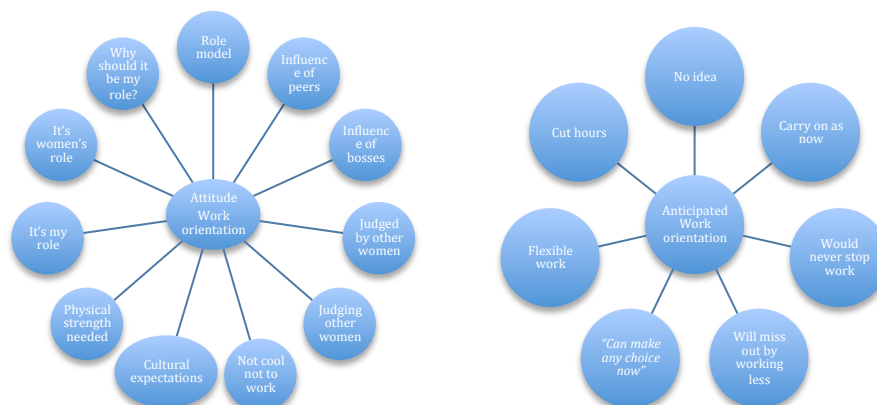 Role
model
Influenc
e of
peers
Influenc
e of
bosses
Judged
by other
women
Judging
other
women
Not cool
not to
work
Cultural
expectations
Physical
strength
needed
It's my
role
It's
women's
role
Why
should it
be my
role?
Attitude
Work
orientation
No idea
Carry on as
now
Would
never stop
work
Will miss
out by
working
less
"Can make
any choice
now"
Flexible
work
Cut hours
Anticipated
Work
orientation